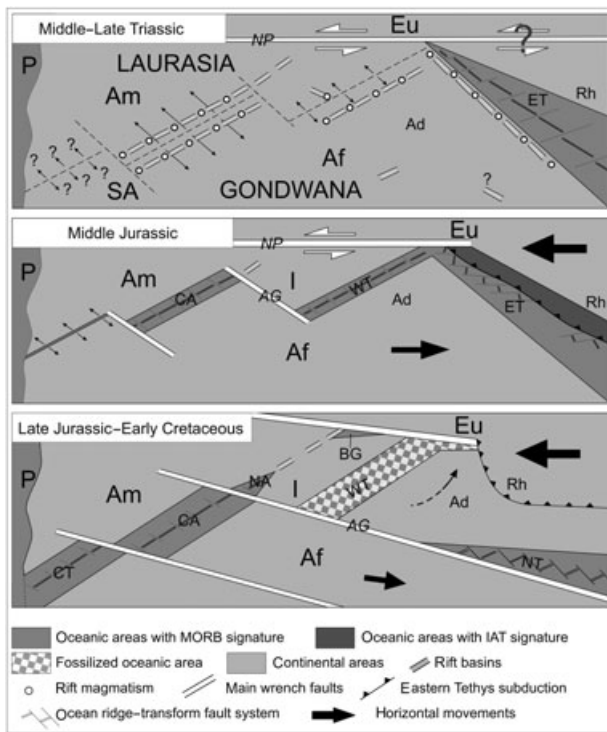 Middle–Late Triassic
Eu
?
NP
P
LAURASIA
Am
ET
Rh
Ad
Af
? ? ? ? ? ? ?
SA
GONDWANA
?
Middle Jurassic
Eu
NP
P
Am
I
CA
AG
WT
Ad
ET
Rh
Af
Late Jurassic–Early Cretaceous
Eu
BG
P
Am
NA
I
WT
Ad
Rh
CA
AG
Af
CT
NT
Oceanic areas with MORB signature
Oceanic areas with IAT signature
Fossilized oceanic area
Continental areas
Rift basins
Rift magmatism
Main wrench faults
Eastern Tethys subduction
Ocean ridge–transform fault system
Horizontal movements